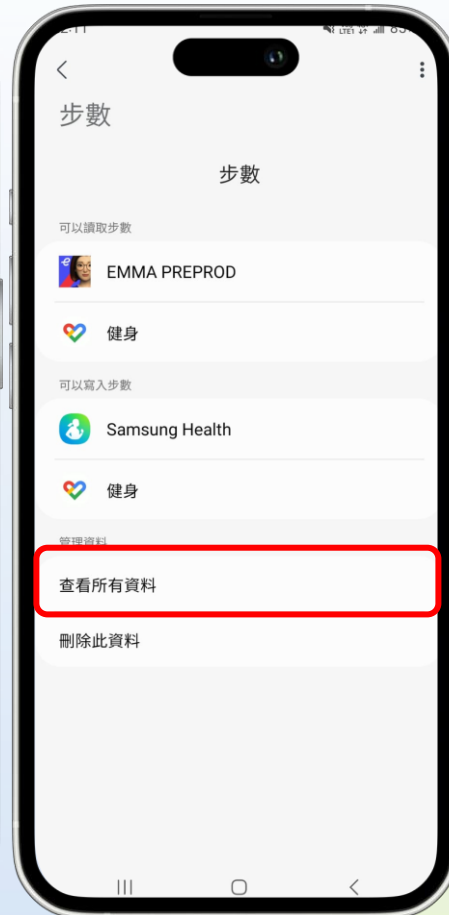 步數
步數
可以讀取步數
EMMA PREPROD
健身
可以寫入步數
Samsung Health
健身
管理資料
查看所有資料
刪除此資料